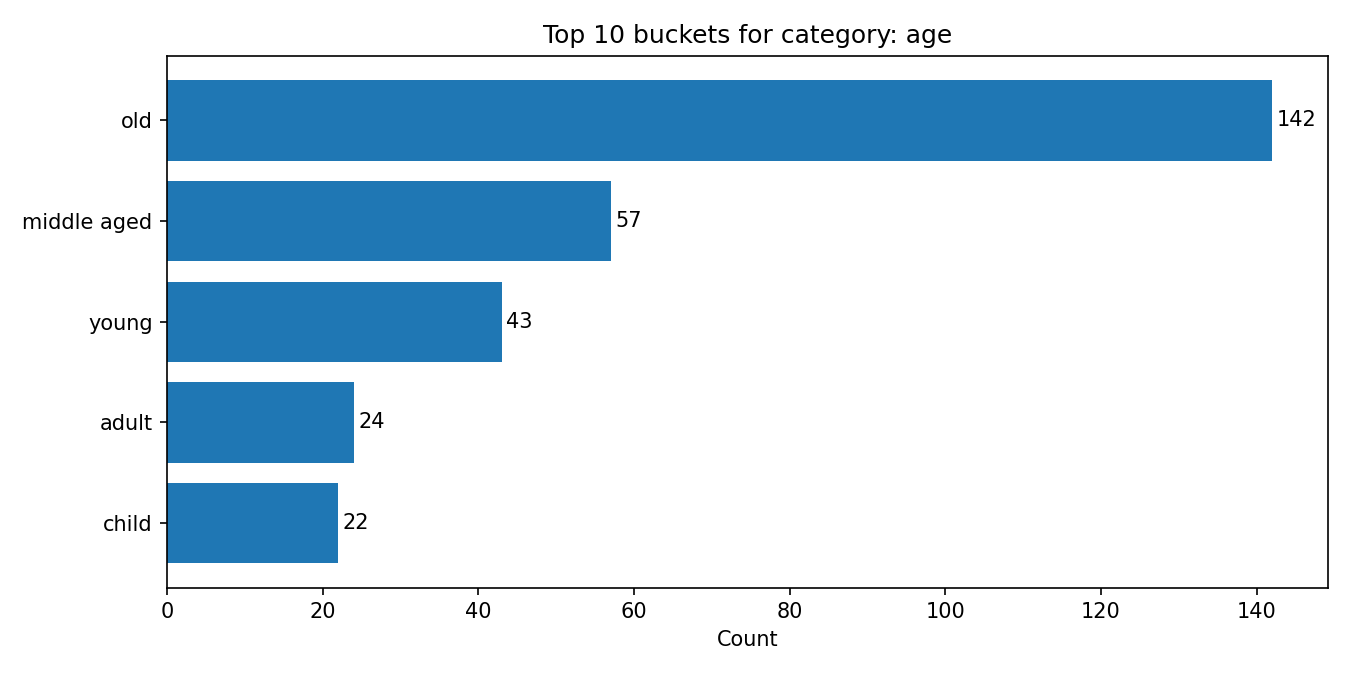 Top 10 buckets for category: age
old
142
middle aged
57
young
43
adult
24
child
22
0 20 40 60 80 100 120 140
Count